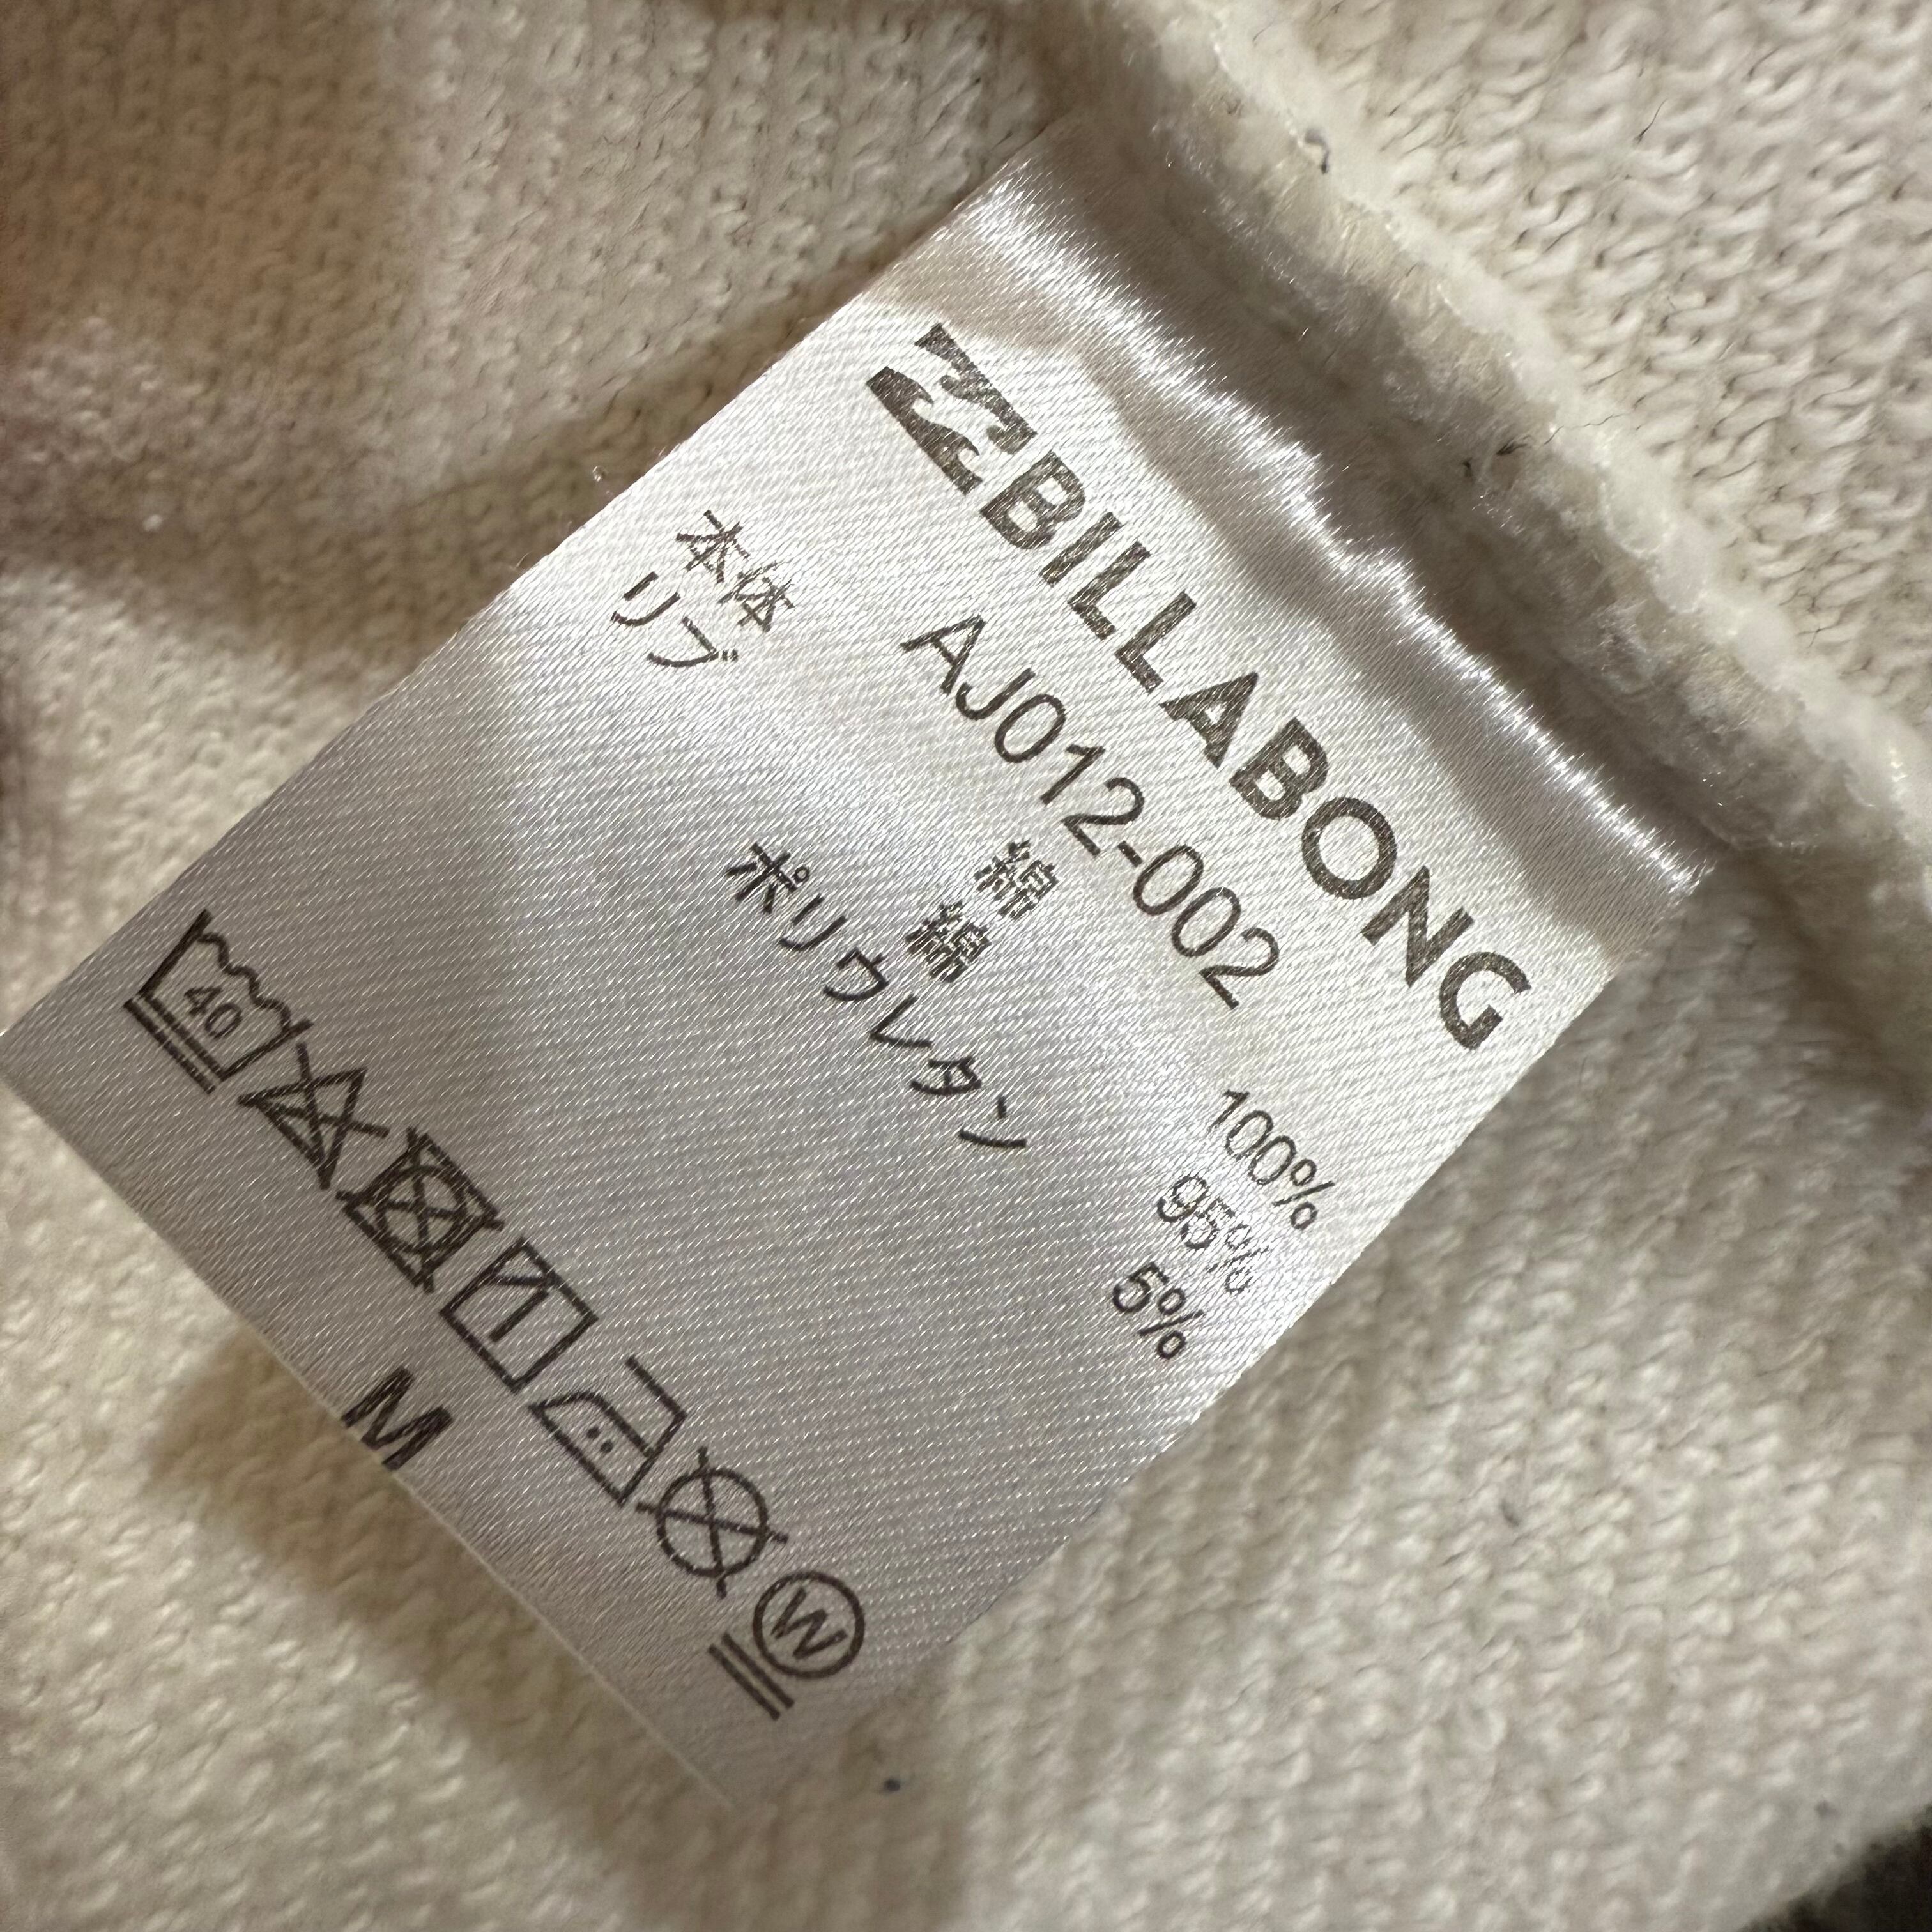 BILLABONG
AJ012-002
本体 綿 100%
リブ 綿 95%
ポリウレタン 5%
40
W
M